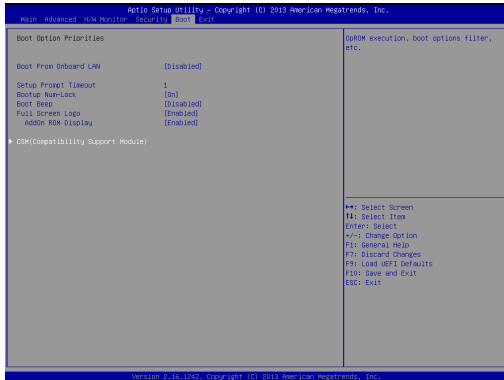 Aptio Setup Utility - Copyright (C) 2013 American Megatrends, Inc.
Main Advanced H/W Monitor Security Boot Exit
Boot Option Priorities
Boot From Onboard LAN [Disabled]
Setup Prompt Timeout 1
Bootup Num-Lock [On]
Boot Beep [Disabled]
Full Screen Logo [Enabled]
AddOn ROM Display [Enabled]
CSM(Compatibility Support Module)
OpROM execution, boot options filter,
etc.
→←: Select Screen
↑↓: Select Item
Enter: Select
+/-: Change Option
F1: General Help
F7: Discard Changes
F9: Load UEFI Defaults
F10: Save and Exit
ESC: Exit
Version 2.16.1242. Copyright (C) 2013 American Megatrends, Inc.